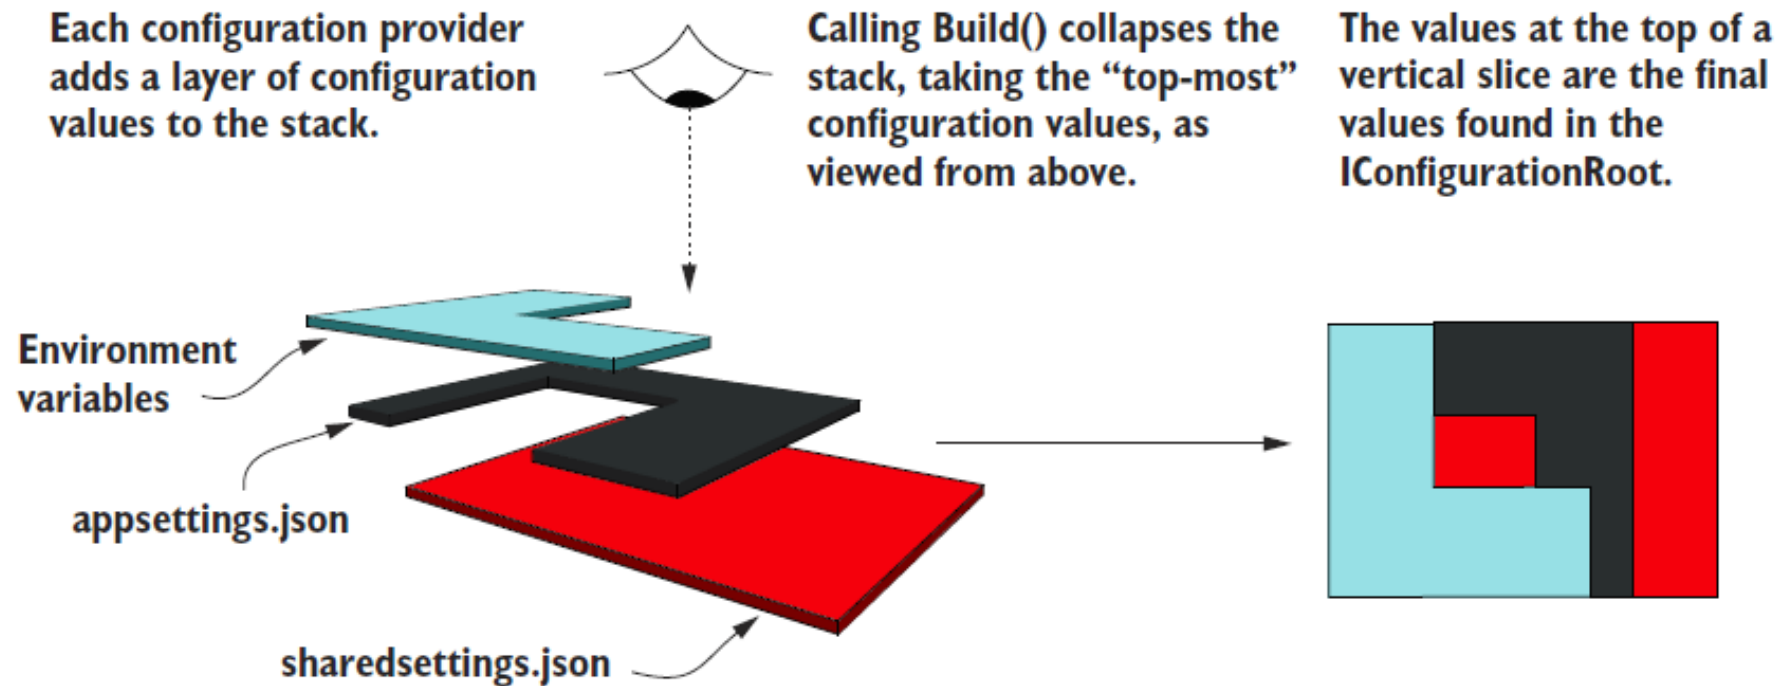 Each configuration provider
adds a layer of configuration
values to the stack.
Calling Build() collapses the
stack, taking the “top-most”
configuration values, as
viewed from above.
The values at the top of a
vertical slice are the final
values found in the
IConfigurationRoot.
Environment
variables
appsettings.json
sharedsettings.json